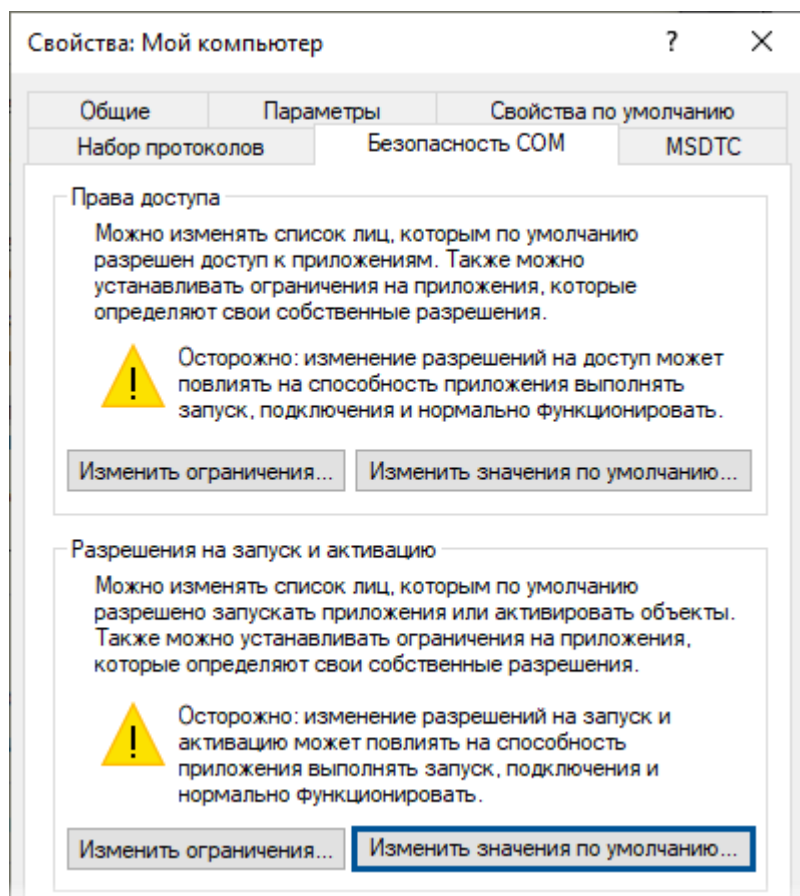 Свойства: Мой компьютер ? ×
Общие Параметры Свойства по умолчанию
Набор протоколов Безопасность COM MSDTC
Права доступа
Можно изменять список лиц, которым по умолчанию
разрешен доступ к приложениям. Также можно
устанавливать ограничения на приложения, которые
определяют свои собственные разрешения.
!
Осторожно: изменение разрешений на доступ может
повлиять на способность приложения выполнять
запуск, подключения и нормально функционировать.
Изменить ограничения... Изменить значения по умолчанию...
Разрешения на запуск и активацию
Можно изменять список лиц, которым по умолчанию
разрешено запускать приложения или активировать объекты.
Также можно устанавливать ограничения на приложения,
которые определяют свои собственные разрешения.
!
Осторожно: изменение разрешений на запуск и
активацию может повлиять на способность
приложения выполнять запуск, подключения и
нормально функционировать.
Изменить ограничения... Изменить значения по умолчанию...